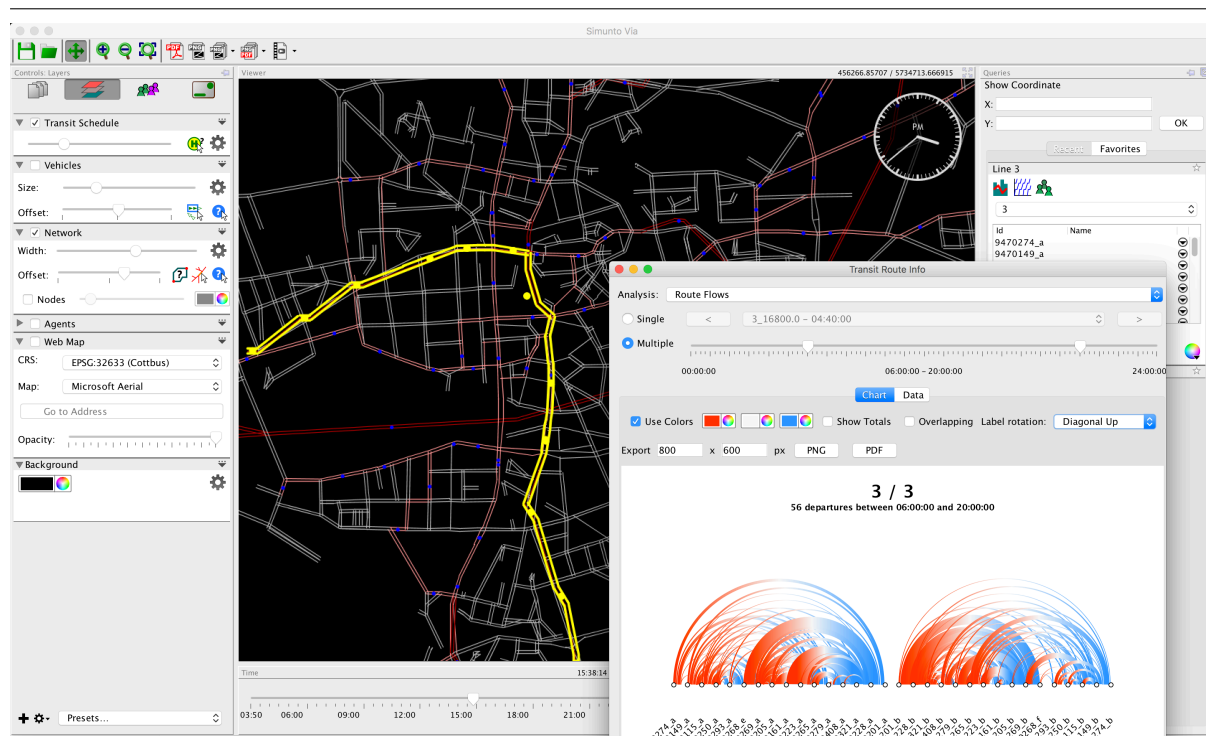 Simunto Via
PDF PNG PDF
Controls: Layers
Viewer
456266.85707 / 5734713.666915
Queries
Show Coordinate
X:
Y:
OK
Recent
Favorites
Transit Schedule
H?
Vehicles
Size:
Offset:
Network
Width:
Offset:
Nodes
Agents
Web Map
CRS:
EPSG:32633 (Cottbus)
Map:
Microsoft Aerial
Go to Address
Opacity:
Background
Presets...
PM
Line 3
3
Id
Name
9470274_a
9470149_a
Transit Route Info
Analysis:
Route Flows
Single
<
3_16800.0 – 04:40:00
>
Multiple
00:00:00
06:00:00 – 20:00:00
24:00:00
Chart
Data
Use Colors
Show Totals
Overlapping
Label rotation:
Diagonal Up
Export
800
x
600
px
PNG
PDF
3 / 3
56 departures between 06:00:00 and 20:00:00
Time
15:38:14
03:50
06:00
09:00
12:00
15:00
18:00
21:00